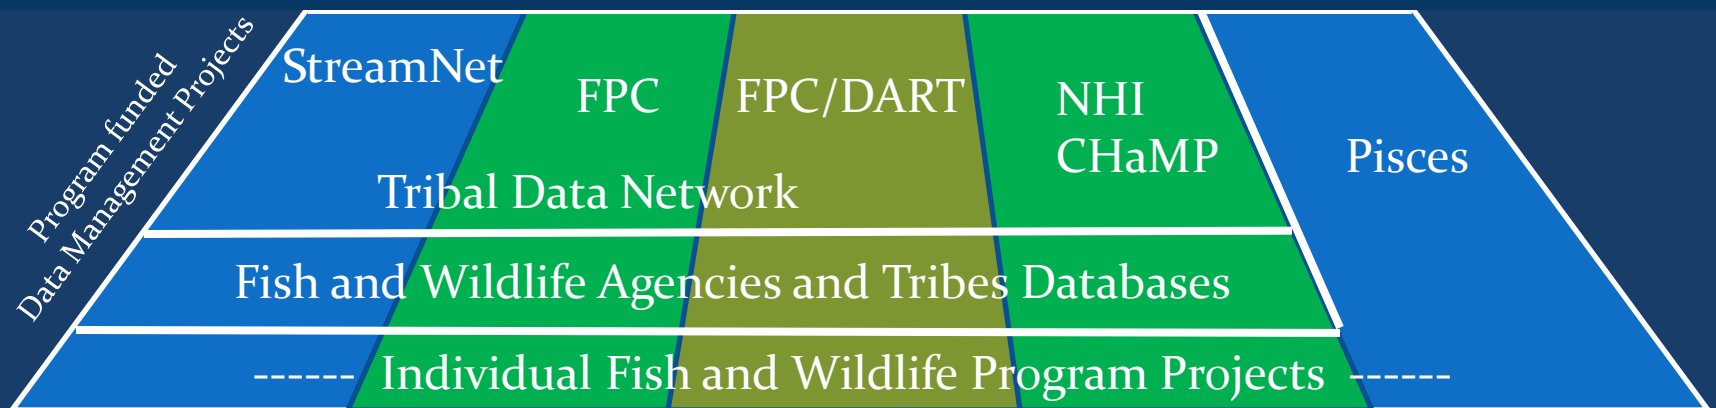 Program funded
Data Management Projects
StreamNet
FPC
FPC/DART
NHI
CHaMP
Pisces
Tribal Data Network
Fish and Wildlife Agencies and Tribes Databases
------ Individual Fish and Wildlife Program Projects ------